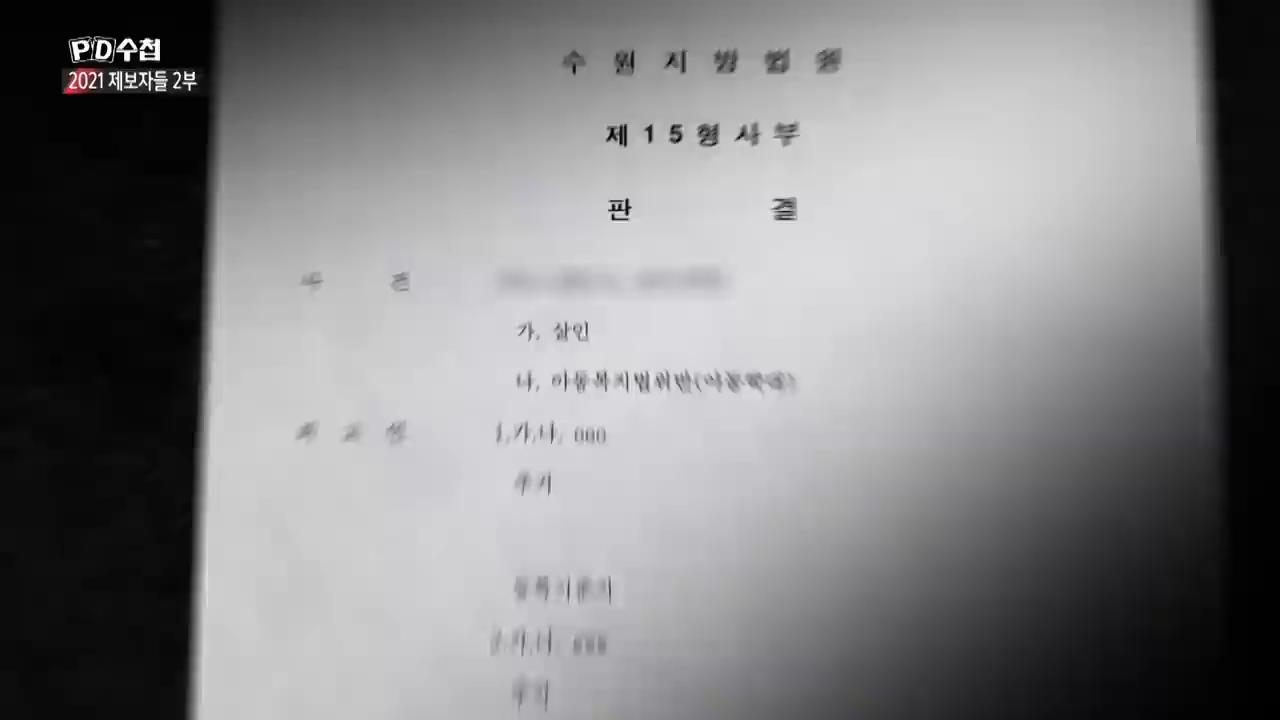 PD수첩
2021 제보자들 2부
수 원 지 방 법 원
제 1 5 형 사 부
판 결
사 건
가. 살인
나. 아동복지법위반(아동학대)
피 고 인 1.가.나. 000
주거
등록기준지
2.가.나. 000
주거